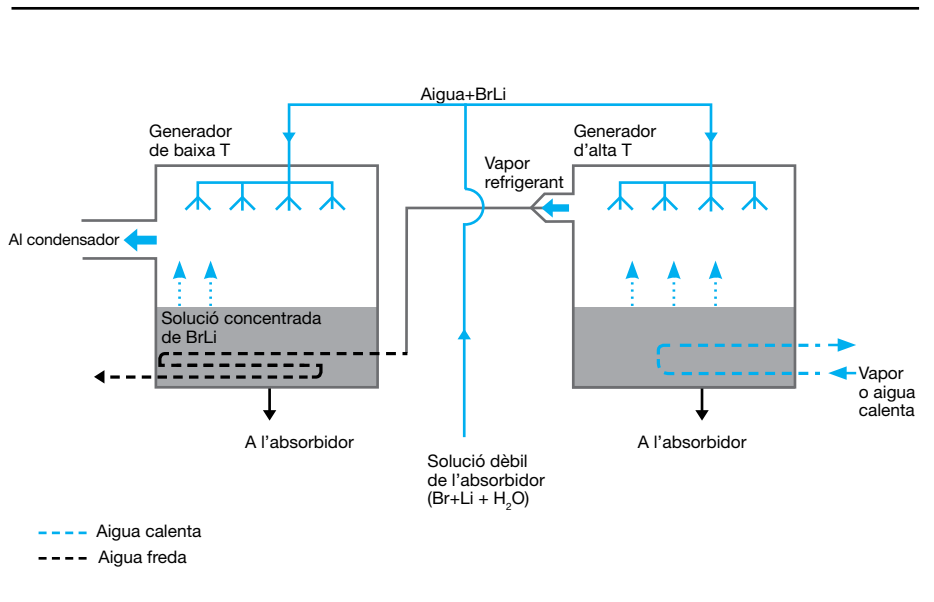 Aigua+BrLi
Generador
de baixa T
Generador
d'alta T
Vapor
refrigerant
Al condensador
Solució concentrada
de BrLi
Vapor
o aigua
calenta
A l'absorbidor
A l'absorbidor
Solució dèbil
de l'absorbidor
(Br+Li + H₂O)
Aigua calenta
Aigua freda